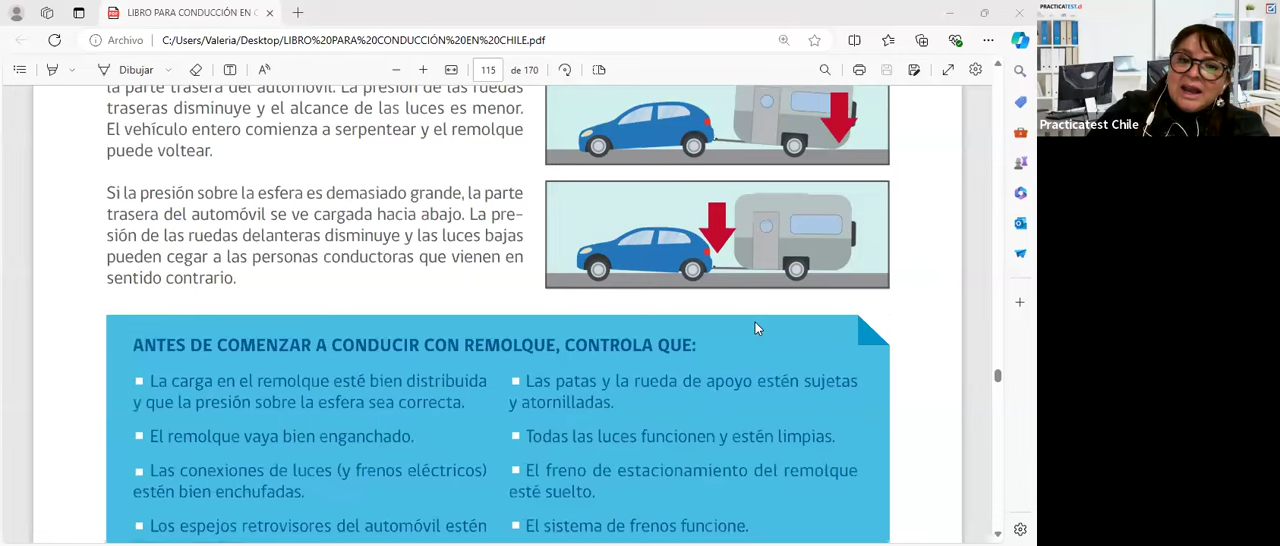 LIBRO PARA CONDUCCIÓN EN C
Archivo
C:/Users/Valeria/Desktop/LIBRO%20PARA%20CONDUCCIÓN%20EN%20CHILE.pdf
Dibujar
115
de 170
la parte trasera del automóvil. La presión de las ruedas
traseras disminuye y el alcance de las luces es menor.
El vehículo entero comienza a serpentear y el remolque
puede voltear.
Si la presión sobre la esfera es demasiado grande, la parte
trasera del automóvil se ve cargada hacia abajo. La pre-
sión de las ruedas delanteras disminuye y las luces bajas
pueden cegar a las personas conductoras que vienen en
sentido contrario.
ANTES DE COMENZAR A CONDUCIR CON REMOLQUE, CONTROLA QUE:
La carga en el remolque esté bien distribuida
y que la presión sobre la esfera sea correcta.
El remolque vaya bien enganchado.
Las conexiones de luces (y frenos eléctricos)
estén bien enchufadas.
Los espejos retrovisores del automóvil estén
Las patas y la rueda de apoyo estén sujetas
y atornilladas.
Todas las luces funcionen y estén limpias.
El freno de estacionamiento del remolque
esté suelto.
El sistema de frenos funcione.
PRACTICATEST.cl
Practicatest Chile